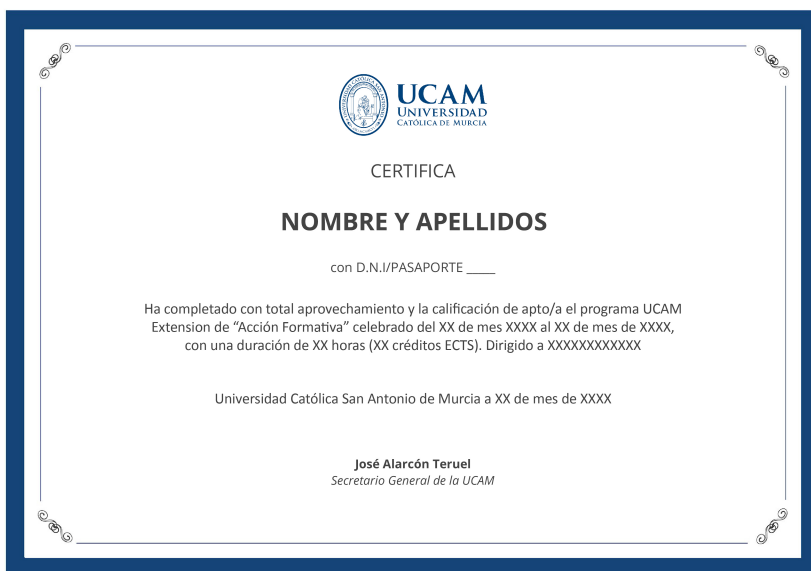 UCAM
UNIVERSIDAD
CATÓLICA DE MURCIA
CERTIFICA
NOMBRE Y APELLIDOS
con D.N.I/PASAPORTE ____
Ha completado con total aprovechamiento y la calificación de apto/a el programa UCAM
Extension de “Acción Formativa” celebrado del XX de mes XXXX al XX de mes de XXXX,
con una duración de XX horas (XX créditos ECTS). Dirigido a XXXXXXXXXXXX
Universidad Católica San Antonio de Murcia a XX de mes de XXXX
José Alarcón Teruel
Secretario General de la UCAM